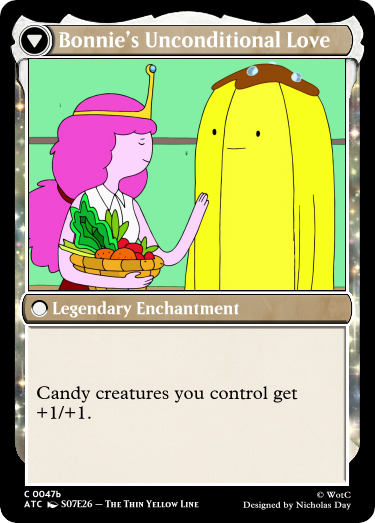 Bonnie's Unconditional Love
Legendary Enchantment
Candy creatures you control get
+1/+1.
C 0047b
© WotC
ATC S07E26 — The Thin Yellow Line
Designed by Nicholas Day